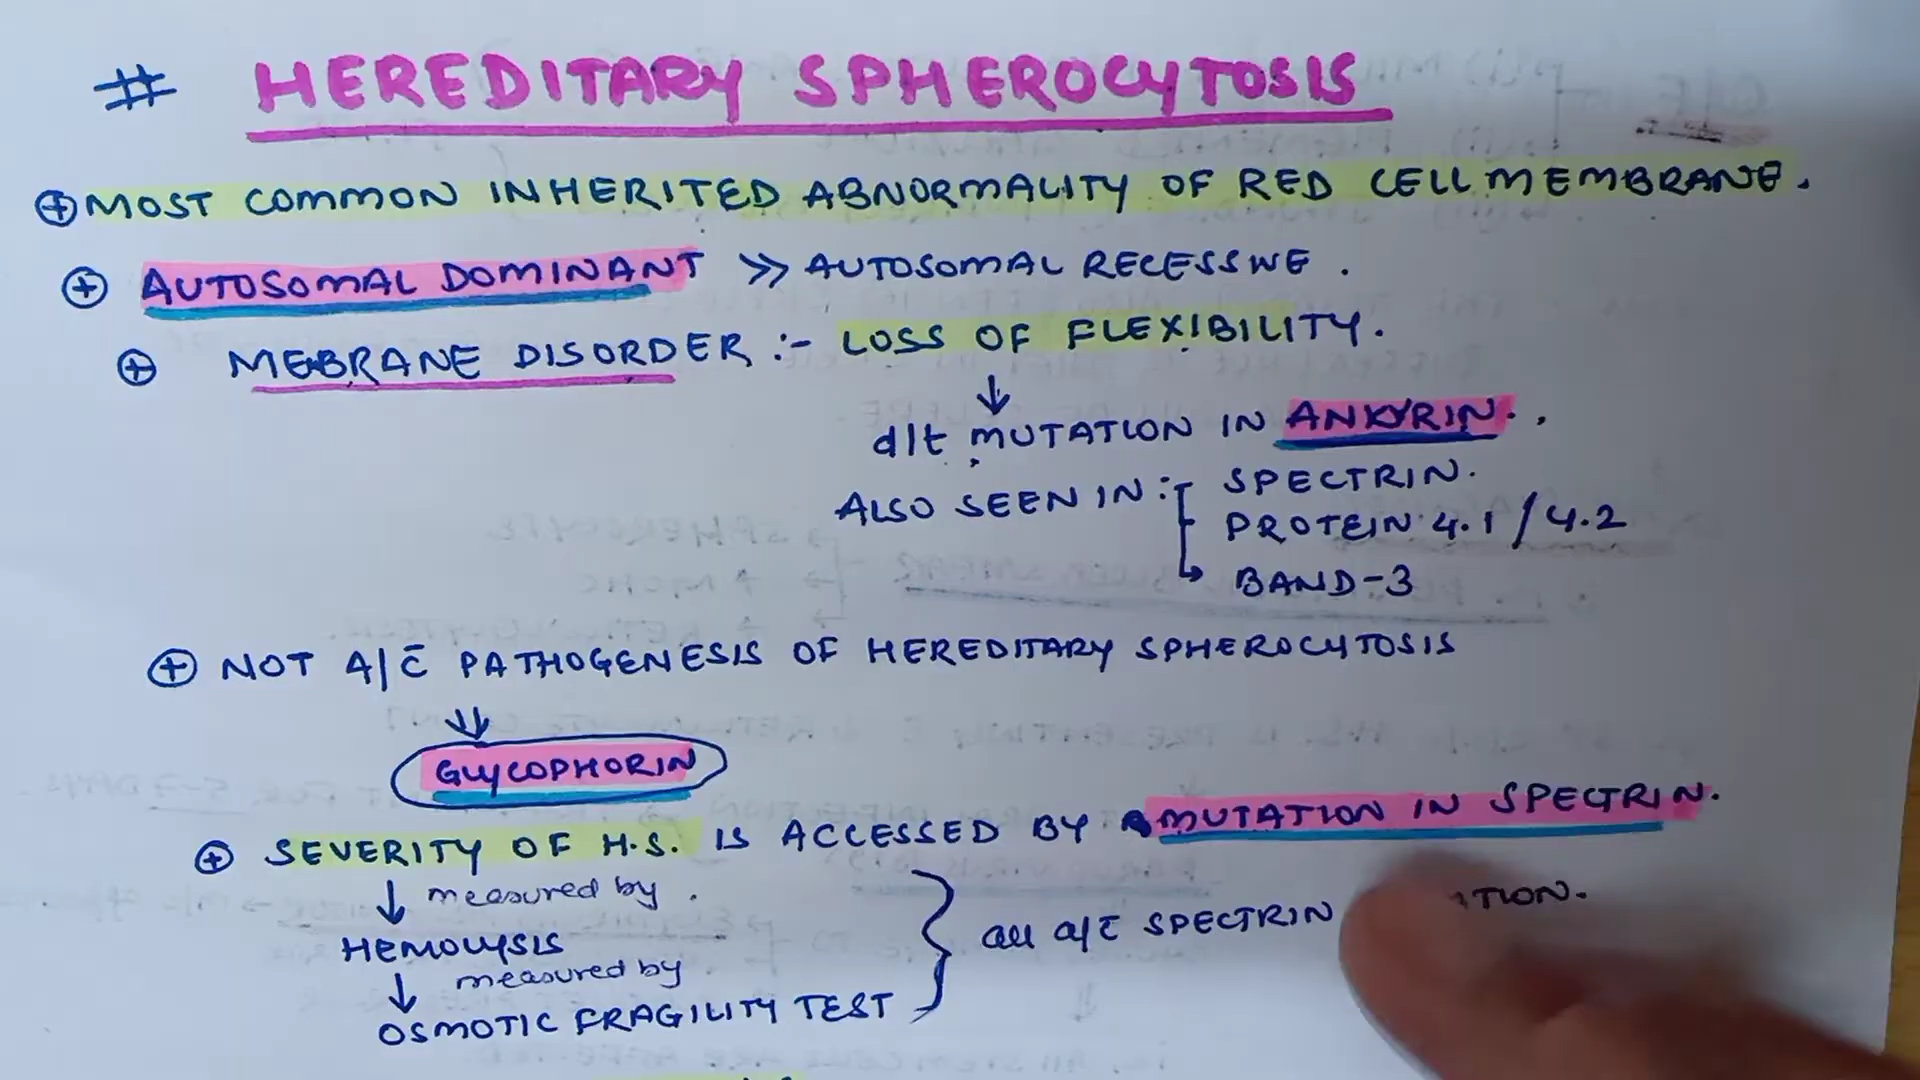 # HEREDITARY SPHEROCYTOSIS
⊕ MOST COMMON INHERITED ABNORMALITY OF RED CELL MEMBRANE.
⊕ AUTOSOMAL DOMINANT >> AUTOSOMAL RECESSIVE.
⊕ MEBRANE DISORDER :- LOSS OF FLEXIBILITY.
↓
d/t MUTATION IN ANKYRIN..
ALSO SEEN IN :- SPECTRIN.
PROTEIN 4.1 / 4.2
BAND-3
⊕ NOT A/C̄ PATHOGENESIS OF HEREDITARY SPHEROCYTOSIS
↓
GLYCOPHORIN
⊕ SEVERITY OF H.S. IS ACCESSED BY MUTATION IN SPECTRIN.
↓ measured by.
HEMOLYSIS
↓ measured by
OSMOTIC FRAGILITY TEST
} all a/c̄ SPECTRIN ATION.